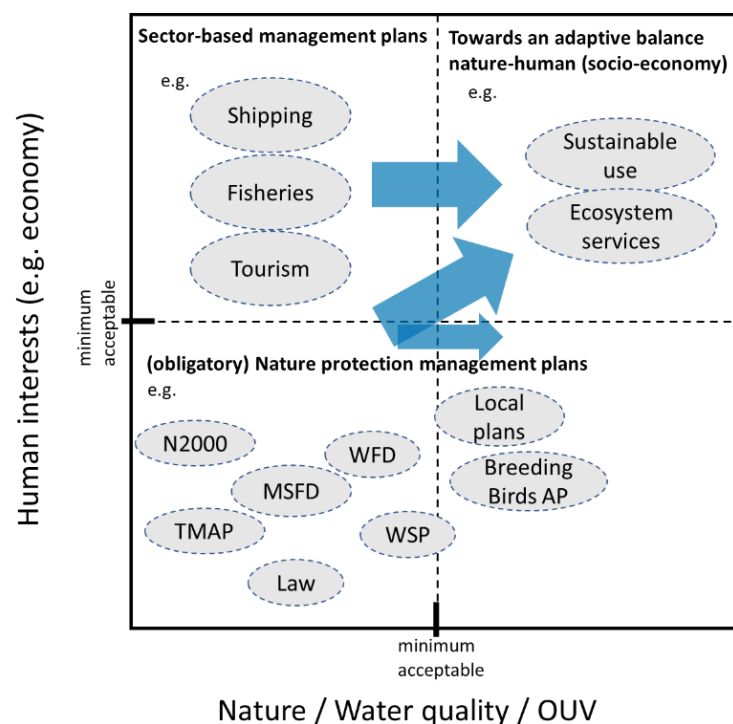 Sector-based management plans
e.g.
Shipping
Fisheries
Tourism
Towards an adaptive balance
nature-human (socio-economy)
e.g.
Sustainable
use
Ecosystem
services
Human interests (e.g. economy)
minimum
acceptable
(obligatory) Nature protection management plans
e.g.
N2000
WFD
MSFD
TMAP
WSP
Law
Local
plans
Breeding
Birds AP
minimum
acceptable
Nature / Water quality / OUV